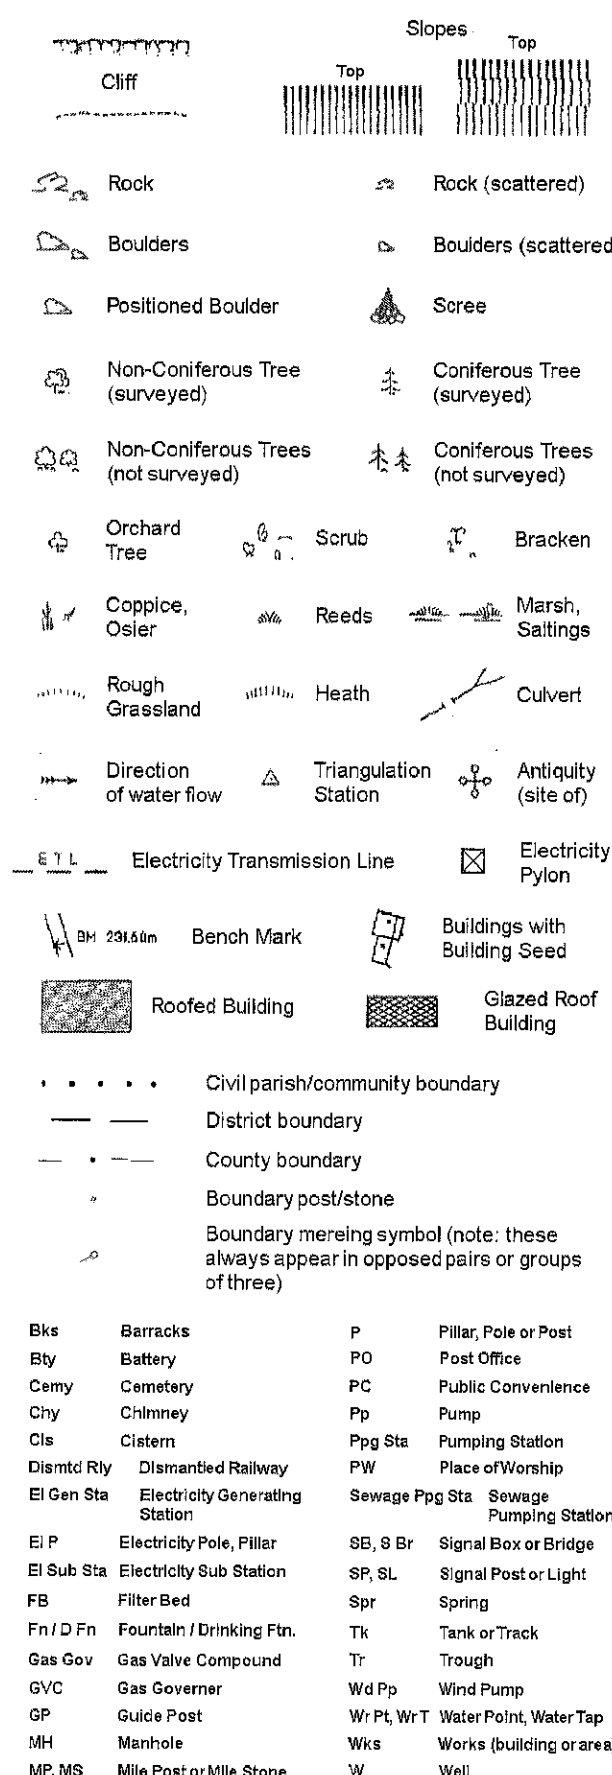 Slopes
Top
Top
Cliff
Rock
Rock (scattered)
Boulders
Boulders (scattered
Positioned Boulder
Scree
Non-Coniferous Tree
(surveyed)
Coniferous Tree
(surveyed)
Non-Coniferous Trees
(not surveyed)
Coniferous Trees
(not surveyed)
Orchard
Tree
Scrub
Bracken
Coppice,
Osier
Reeds
Marsh,
Saltings
Rough
Grassland
Heath
Culvert
Direction
of water flow
Triangulation
Station
Antiquity
(site of)
E T L
Electricity Transmission Line
Electricity
Pylon
BM 231.60m
Bench Mark
Buildings with
Building Seed
Roofed Building
Glazed Roof
Building
Civil parish/community boundary
District boundary
County boundary
Boundary post/stone
Boundary mereing symbol (note: these
always appear in opposed pairs or groups
of three)
Bks Barracks
P Pillar, Pole or Post
Bty Battery
PO Post Office
Cemy Cemetery
PC Public Convenience
Chy Chimney
Pp Pump
Cis Cistern
Ppg Sta Pumping Station
Dismtd Rly Dismantled Railway
PW Place of Worship
El Gen Sta Electricity Generating
Station
Sewage Ppg Sta Sewage
Pumping Station
El P Electricity Pole, Pillar
SB, S Br Signal Box or Bridge
El Sub Sta Electricity Sub Station
SP, SL Signal Post or Light
FB Filter Bed
Spr Spring
Fn / D Fn Fountain / Drinking Ftn.
Tk Tank or Track
Gas Gov Gas Valve Compound
Tr Trough
GVC Gas Governer
Wd Pp Wind Pump
GP Guide Post
Wr Pt, Wr T Water Point, Water Tap
MH Manhole
Wks Works (building or area
MP, MS Mile Post or Mile Stone
W Well